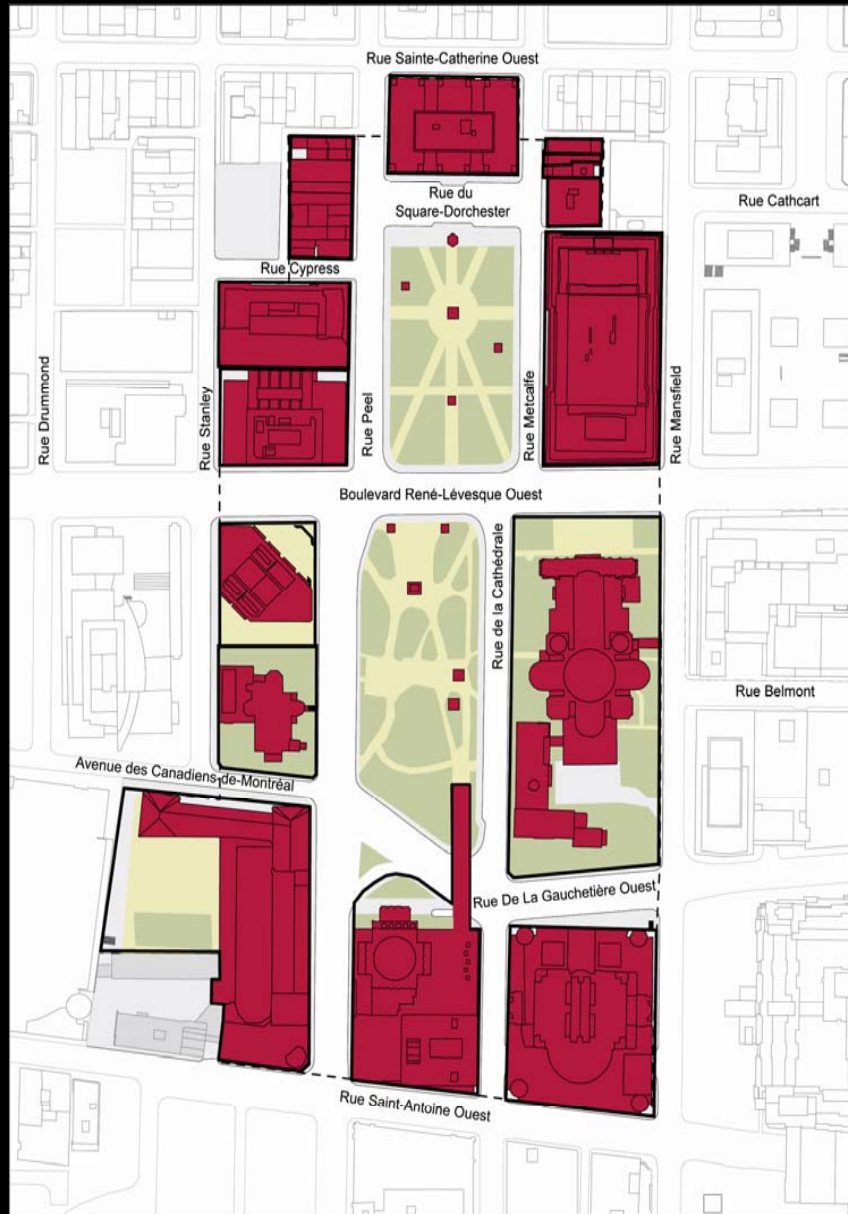 Rue Sainte-Catherine Ouest
Rue du
Square-Dorchester
Rue Cathcart
Rue Cypress
Rue Drummond
Rue Stanley
Rue Peel
Rue Metcalfe
Rue Mansfield
Boulevard René-Lévesque Ouest
Rue de la Cathédrale
Rue Belmont
Avenue des Canadiens-de-Montréal
Rue De La Gauchetière Ouest
Rue Saint-Antoine Ouest